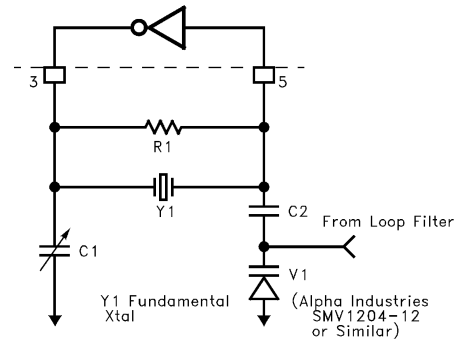 3
5
R1
Y1
C2
From Loop Filter
C1
V1
Y1 Fundamental
Xtal
(Alpha Industries
SMV1204-12
or Similar)